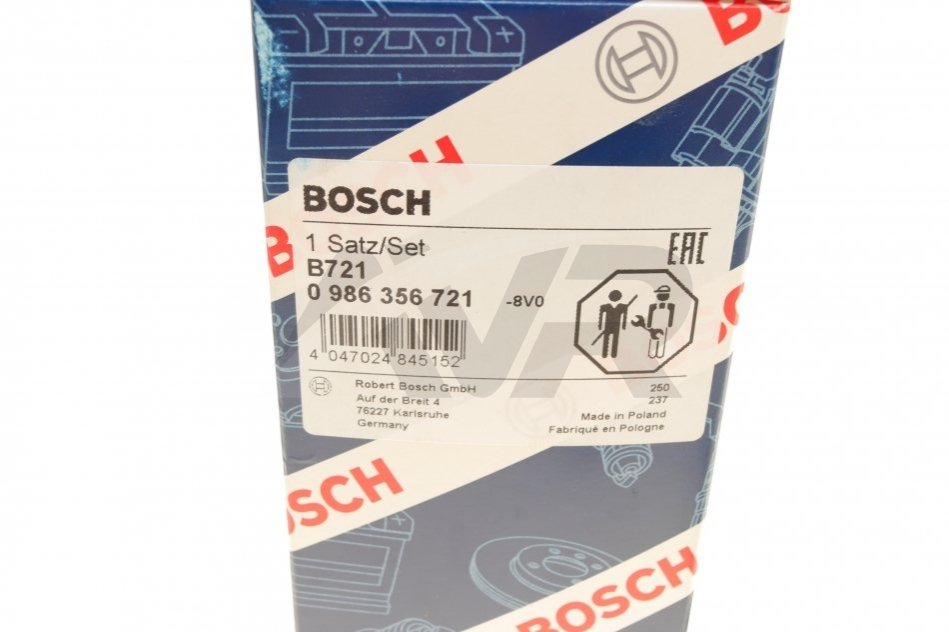 B
BOSCH
BOSCH
1 Satz/Set
EAC
B721
0 986 356 721
-8V0
4 047024 845152
Robert Bosch GmbH
Auf der Breit 4
76227 Karlsruhe
Germany
250
237
Made in Poland
Fabriqué en Pologne
BOSCH
BOSCH